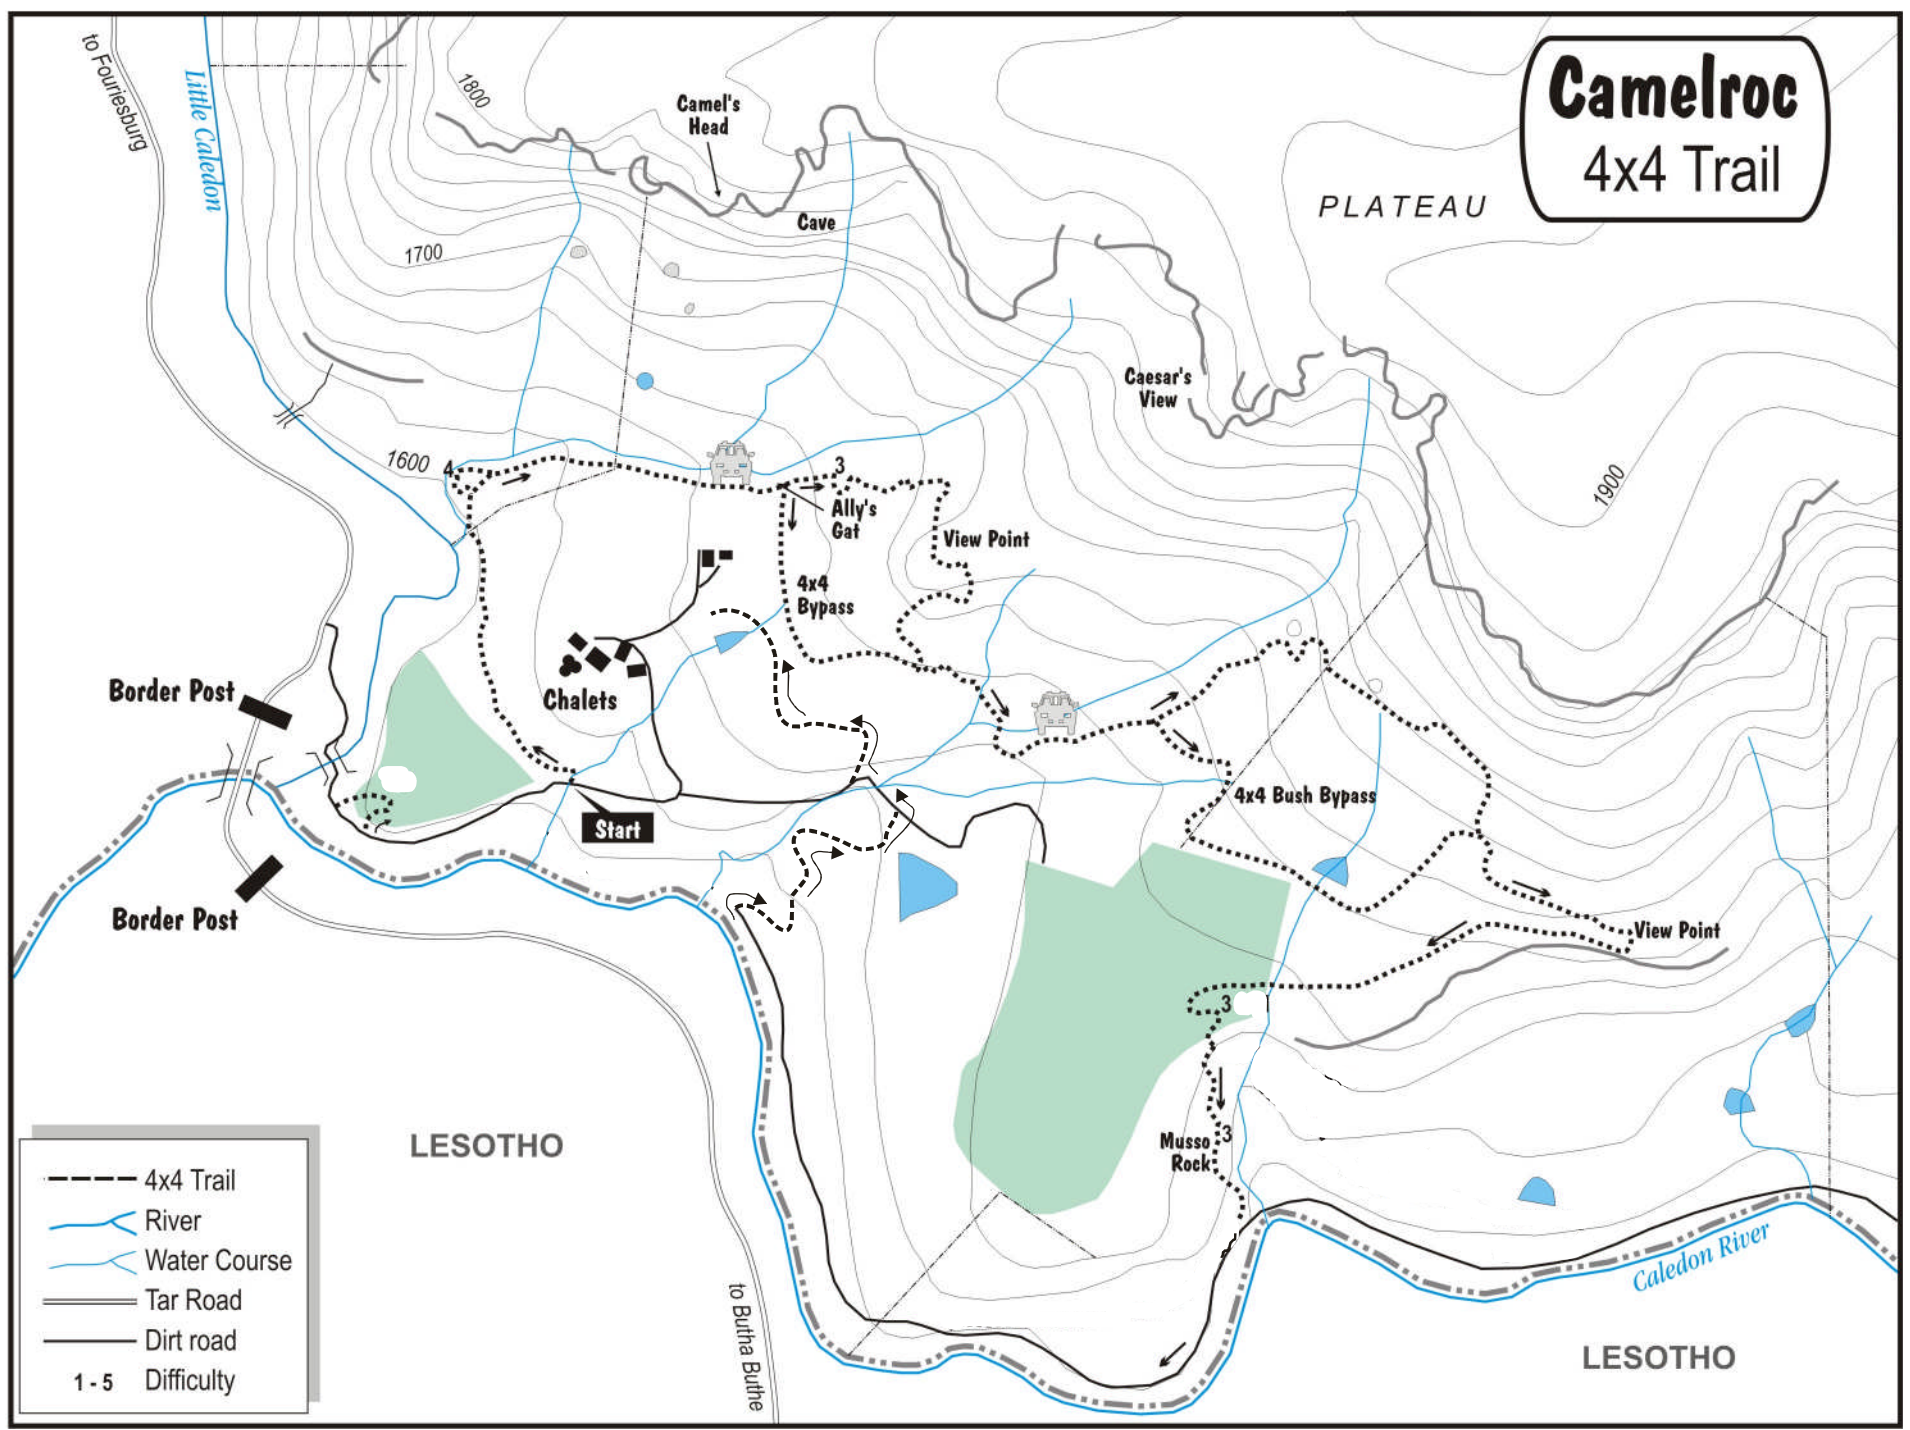 Camelroc
4x4 Trail
to Fouriesburg
Little Caledon
1800
Camel's
Head
Cave
PLATEAU
1700
Caesar's
View
1600
4
3
Ally's
Gat
1900
View Point
4x4
Bypass
Border Post
Chalets
4x4 Bush Bypass
Start
Border Post
View Point
3
3
Musso
Rock
LESOTHO
4x4 Trail
River
Water Course
Tar Road
Dirt road
1 - 5 Difficulty
to Butha Buthe
Caledon River
LESOTHO